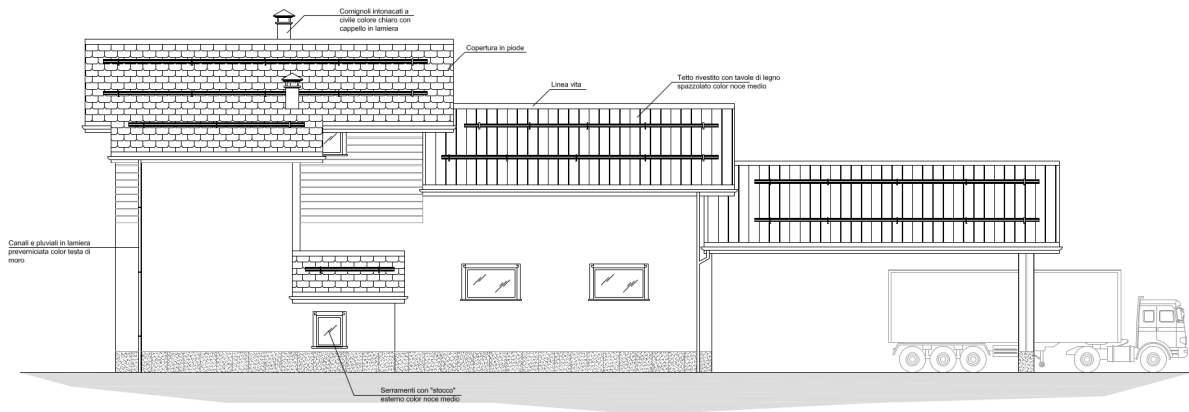 Comignoli intonacati a
civile colore chiaro con
cappello in lamiera
Copertura in piode
Linea vita
Tetto rivestito con tavole di legno
spazzolato color noce medio
Canali e pluviali in lamiera
preverniciata color testa di
moro
Serramenti con "stocco"
esterno color noce medio